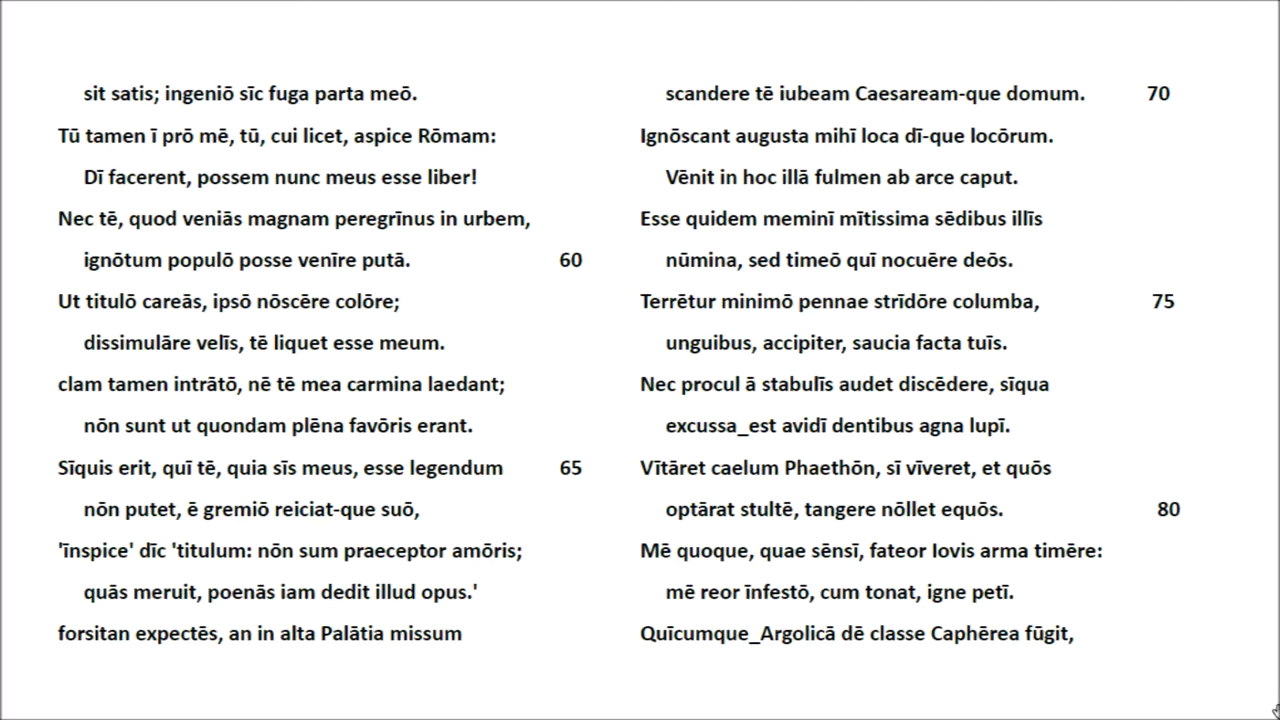 sit satis; ingeniō sīc fuga parta meō.
Tū tamen ī prō mē, tū, cui licet, aspice Rōmam:
Dī facerent, possem nunc meus esse liber!
Nec tē, quod veniās magnam peregrīnus in urbem,
ignōtum populō posse venīre putā. 60
Ut titulō careās, ipsō nōscēre colōre;
dissimulāre velīs, tē liquet esse meum.
clam tamen intrātō, nē tē mea carmina laedant;
nōn sunt ut quondam plēna favōris erant.
Sīquis erit, quī tē, quia sīs meus, esse legendum 65
nōn putet, ē gremiō reiciat-que suō,
'īnspice' dīc 'titulum: nōn sum praeceptor amōris;
quās meruit, poenās iam dedit illud opus.'
forsitan expectēs, an in alta Palātia missum
scandere tē iubeam Caesaream-que domum. 70
Ignōscant augusta mihī loca dī-que locōrum.
Vēnit in hoc illā fulmen ab arce caput.
Esse quidem meminī mītissima sēdibus illīs
nūmina, sed timeō quī nocuēre deōs.
Terrētur minimō pennae strīdōre columba, 75
unguibus, accipiter, saucia facta tuīs.
Nec procul ā stabulīs audet discēdere, sīqua
excussa_est avidī dentibus agna lupī.
Vītāret caelum Phaethōn, sī vīveret, et quōs
optārat stultē, tangere nōllet equōs. 80
Mē quoque, quae sēnsī, fateor Iovis arma timēre:
mē reor īnfestō, cum tonat, igne petī.
Quīcumque_Argolicā dē classe Caphērea fūgit,